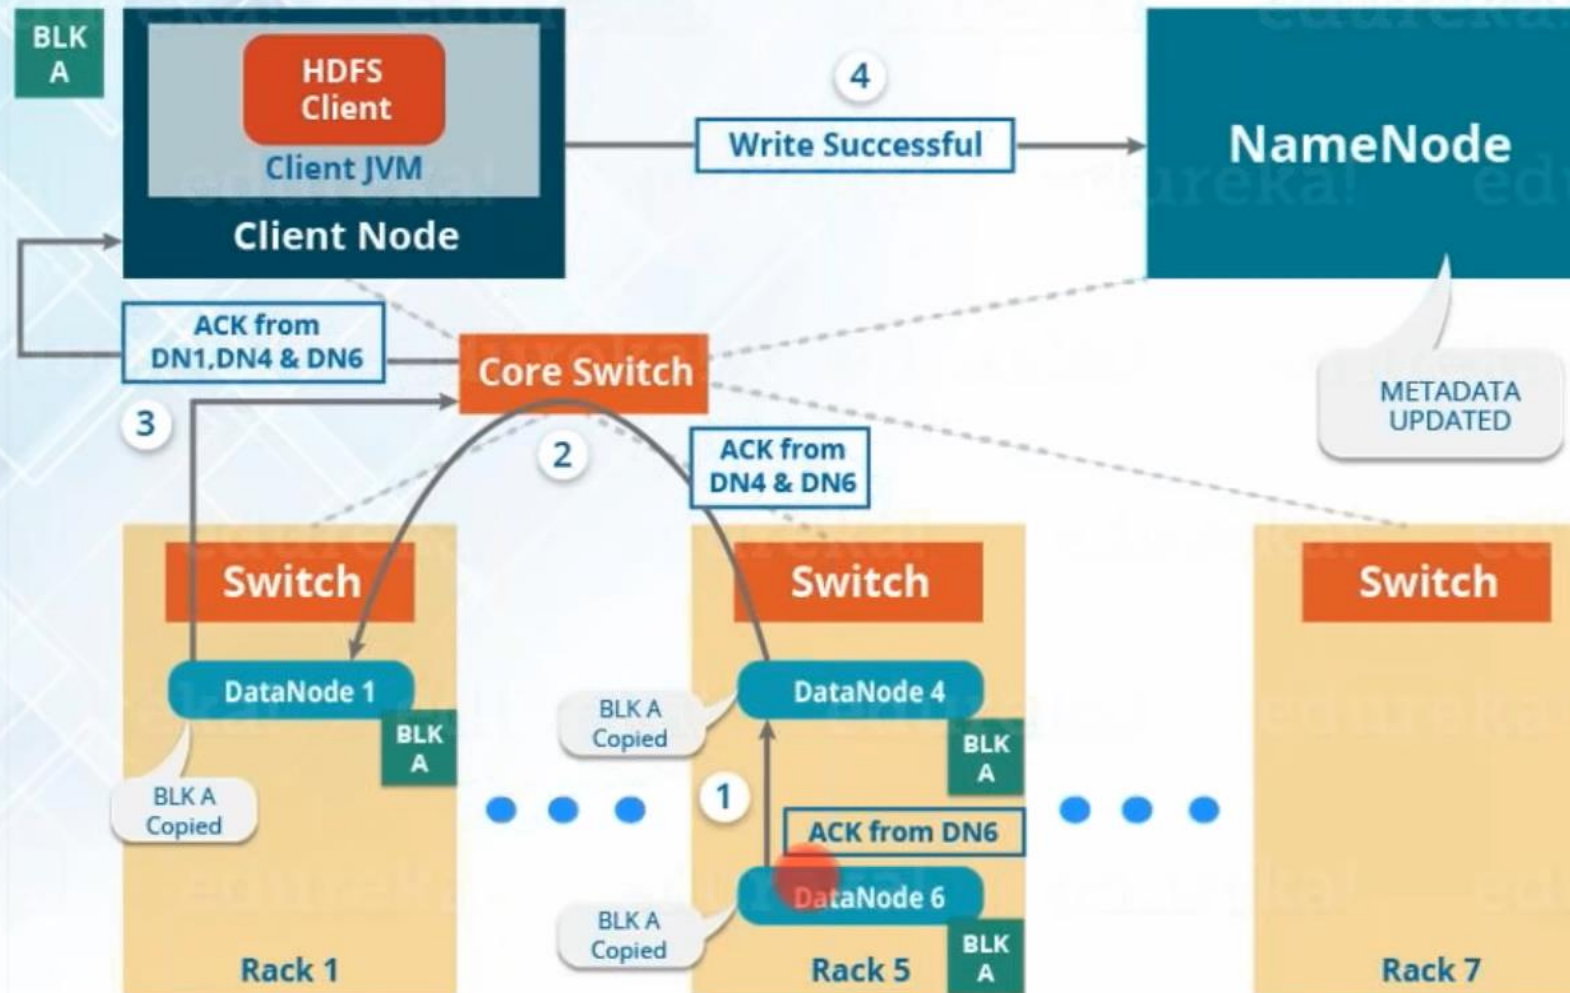 BLK
A
HDFS
Client
Client JVM
Client Node
4
Write Successful
NameNode
ACK from
DN1,DN4 & DN6
Core Switch
METADATA
UPDATED
3
2
ACK from
DN4 & DN6
Switch
Switch
Switch
DataNode 1
BLK
A
BLK A
Copied
DataNode 4
BLK A
Copied
BLK
A
1
ACK from DN6
DataNode 6
BLK A
Copied
BLK
A
Rack 1
Rack 5
Rack 7
edureka!